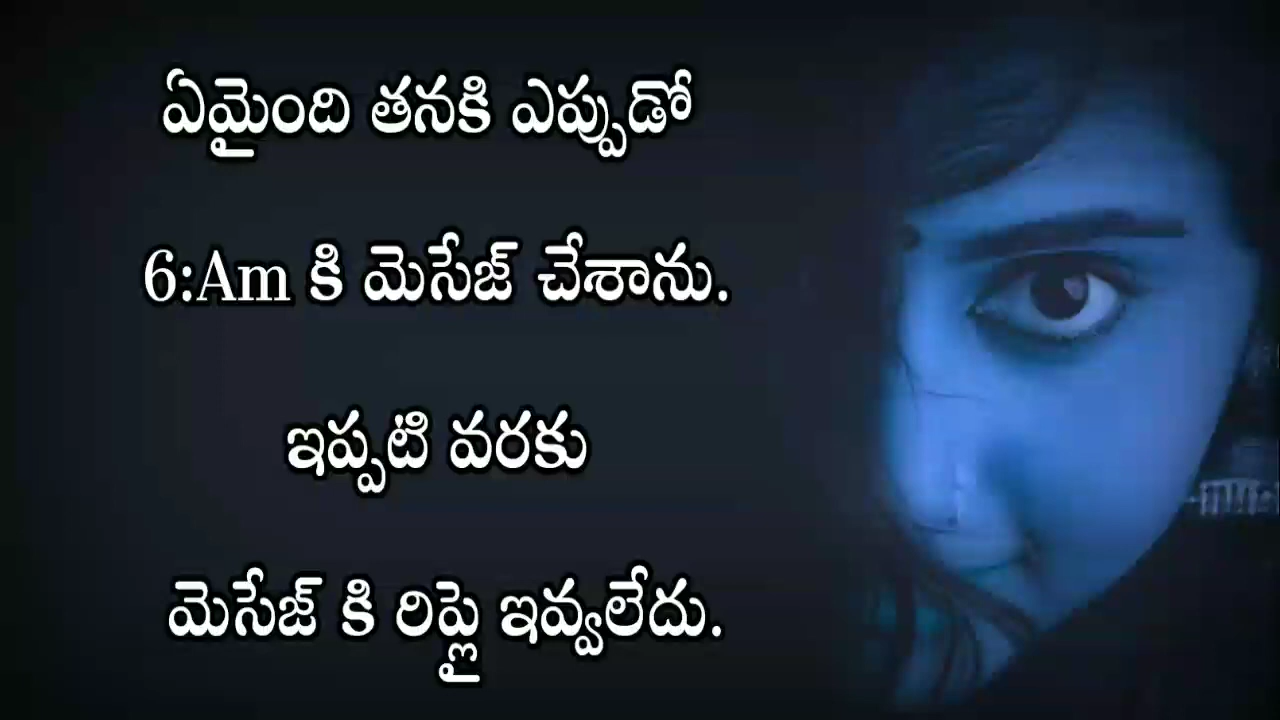 ఏమైంది తనకి ఎప్పుడో
6:Am కి మెసేజ్ చేశాను.
ఇప్పటి వరకు
మెసేజ్ కి రిప్లై ఇవ్వలేదు.